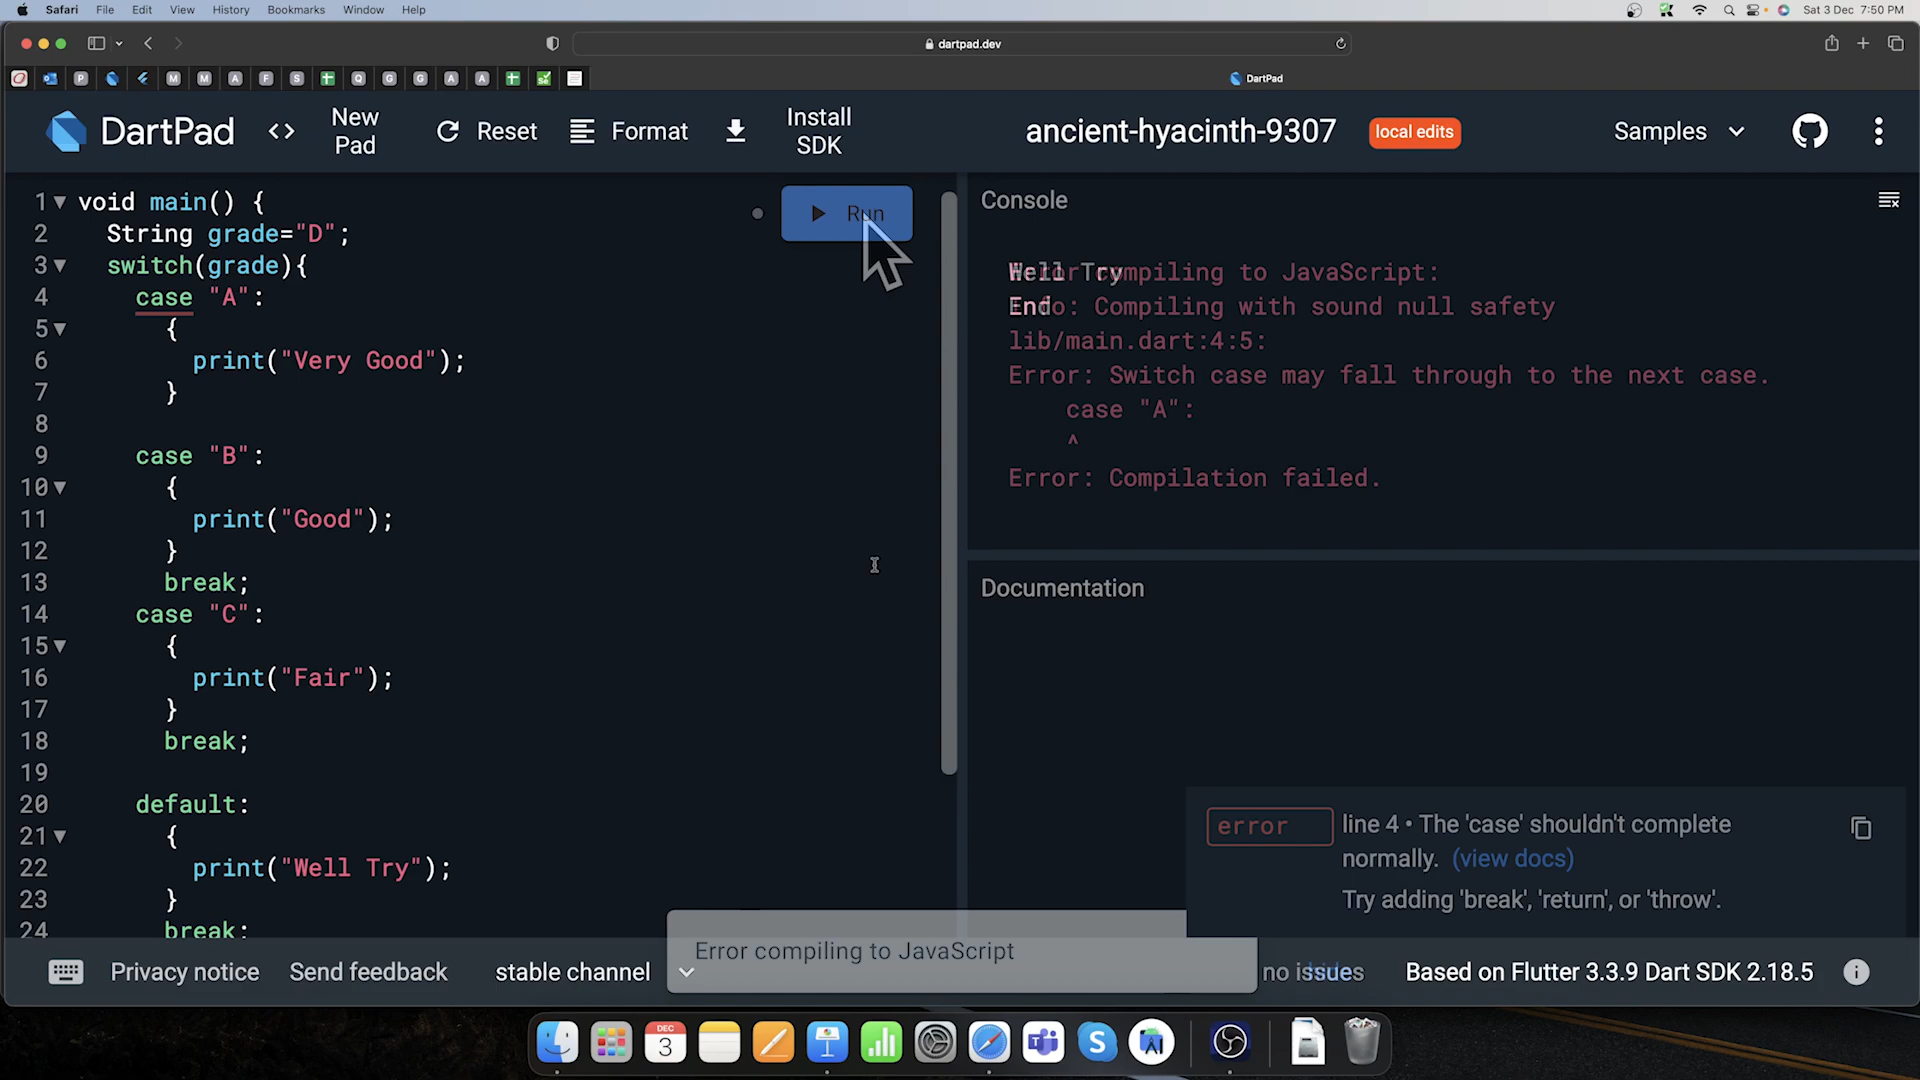 Safari File Edit View History Bookmarks Window Help
Sat 3 Dec 7:50 PM
dartpad.dev
P M M A F S Q G G A A
DartPad
DartPad
<>
New Pad
Reset
Format
Install SDK
ancient-hyacinth-9307
local edits
Samples
1 void main() {
2 String grade="D";
3 switch(grade){
4 case "A":
5 {
6 print("Very Good");
7 }
8
9 case "B":
10 {
11 print("Good");
12 }
13 break;
14 case "C":
15 {
16 print("Fair");
17 }
18 break;
19
20 default:
21 {
22 print("Well Try");
23 }
24 break;
Run
Console
Well Try
End
Error compiling to JavaScript:
Info: Compiling with sound null safety
lib/main.dart:4:5:
Error: Switch case may fall through to the next case.
case "A":
^
Error: Compilation failed.
Documentation
error
line 4 • The 'case' shouldn't complete
normally. (view docs)
Try adding 'break', 'return', or 'throw'.
Error compiling to JavaScript
Privacy notice
Send feedback
stable channel
no issues
Based on Flutter 3.3.9 Dart SDK 2.18.5
DEC
3
S